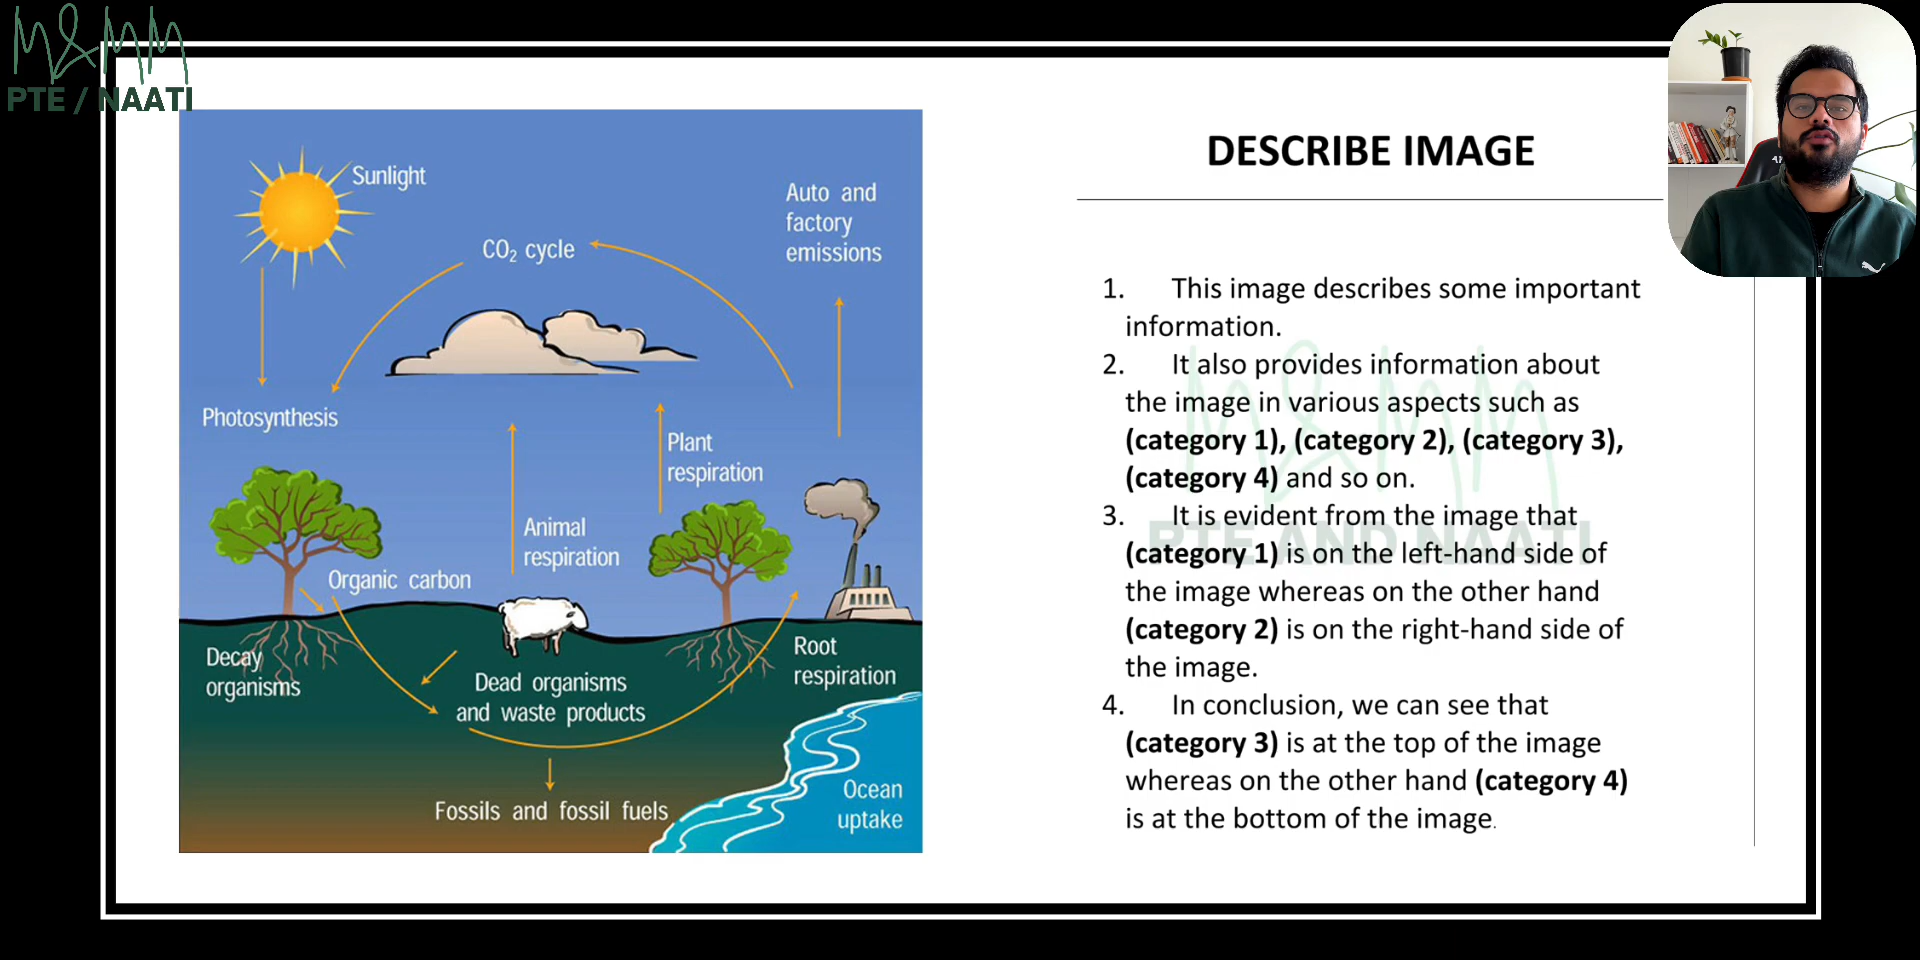 PTE / NAATI
Sunlight
Auto and
factory
emissions
CO₂ cycle
Photosynthesis
Plant
respiration
Animal
respiration
Organic carbon
Decay
organisms
Root
respiration
Dead organisms
and waste products
Fossils and fossil fuels
Ocean
uptake
DESCRIBE IMAGE
1. This image describes some important
information.
2. It also provides information about
the image in various aspects such as
(category 1), (category 2), (category 3),
(category 4) and so on.
3. It is evident from the image that
(category 1) is on the left-hand side of
the image whereas on the other hand
(category 2) is on the right-hand side of
the image.
4. In conclusion, we can see that
(category 3) is at the top of the image
whereas on the other hand (category 4)
is at the bottom of the image.
PTE AND NAATI